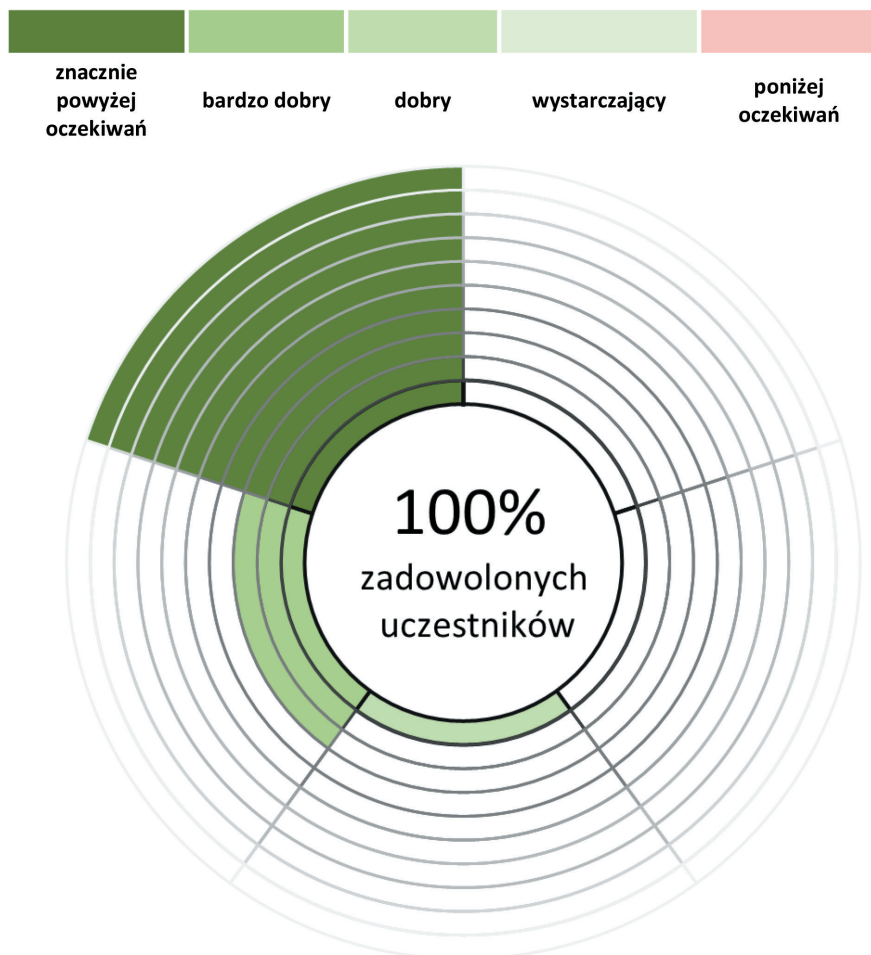 znacznie
powyżej
oczekiwań
bardzo dobry
dobry
wystarczający
poniżej
oczekiwań
100%
zadowolonych
uczestników